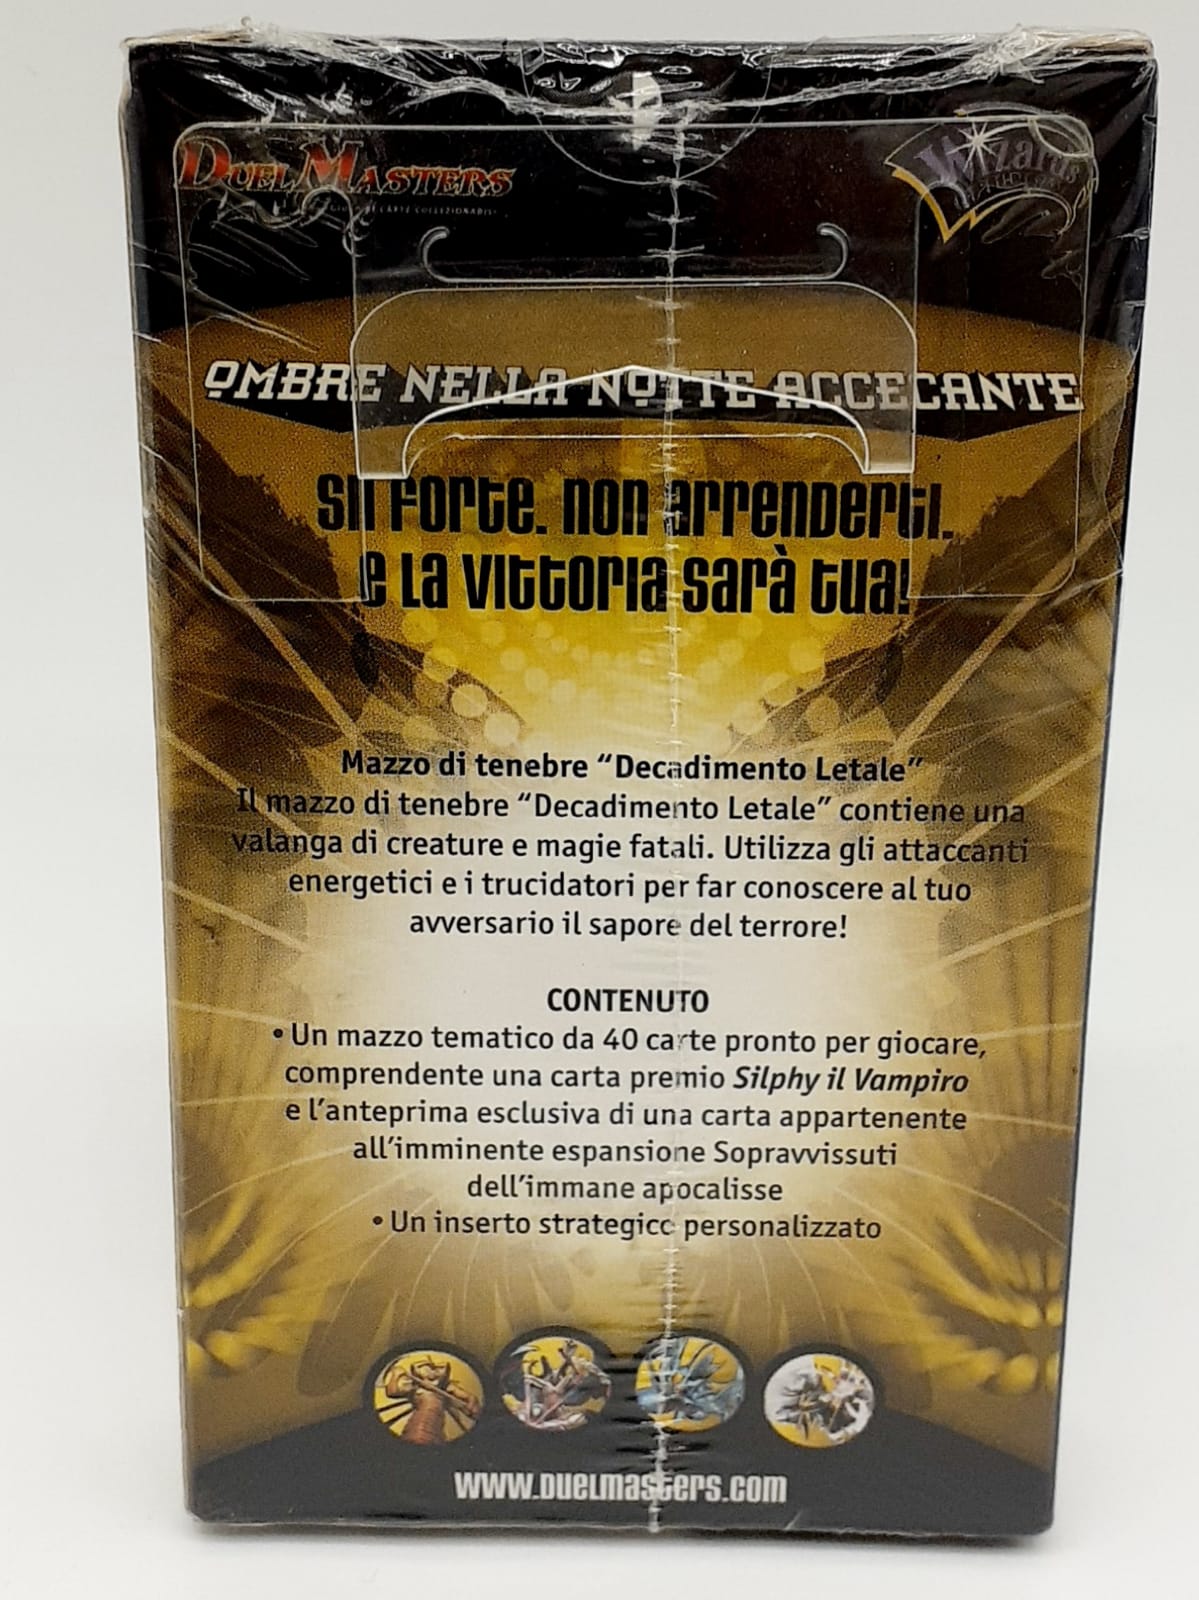 DUEL MASTERS
Wizards
OMBRE NELLA NOTTE ACCECANTE
Sii forte, non arrenderti,
e la vittoria sarà tua!
Mazzo di tenebre “Decadimento Letale”
Il mazzo di tenebre “Decadimento Letale” contiene una
valanga di creature e magie fatali. Utilizza gli attaccanti
energetici e i trucidatori per far conoscere al tuo
avversario il sapore del terrore!
CONTENUTO
• Un mazzo tematico da 40 carte pronto per giocare,
comprendente una carta premio Silphy il Vampiro
e l’anteprima esclusiva di una carta appartenente
all’imminente espansione Sopravvissuti
dell’immane apocalisse
• Un inserto strategico personalizzato
www.duelmasters.com